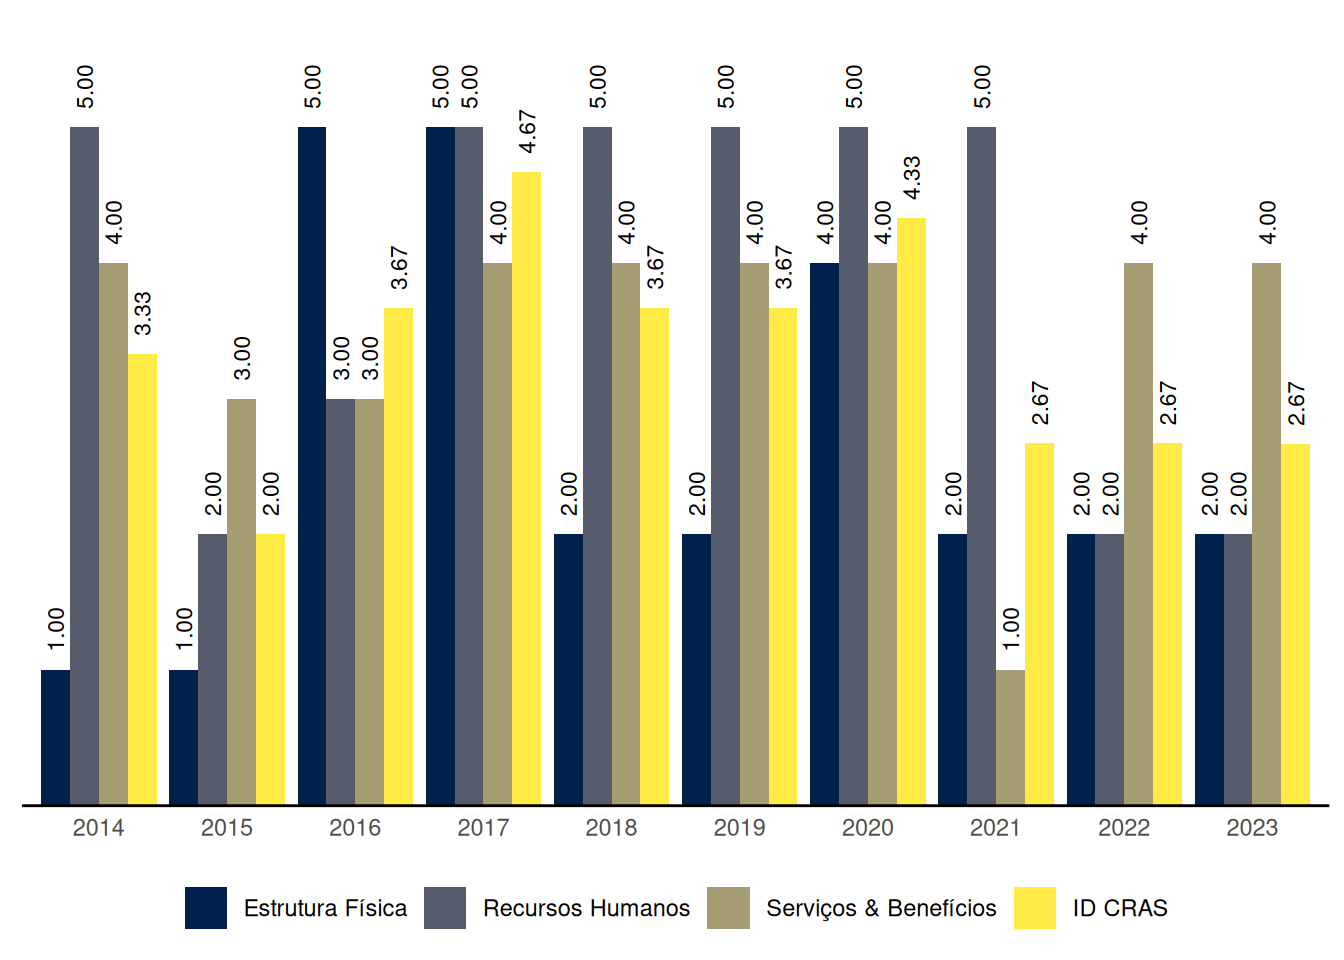 5.00 5.00 5.00 5.00 5.00 5.00 5.00 5.00
4.67
4.33
4.00 4.00 4.00 4.00 4.00 4.00 4.00 4.00
3.67 3.67 3.67
3.33
3.00 3.00 3.00
2.67 2.67 2.67
2.00 2.00 2.00 2.00 2.00 2.00 2.00 2.00 2.00
1.00 1.00 1.00
2014 2015 2016 2017 2018 2019 2020 2021 2022 2023
Estrutura Física Recursos Humanos Serviços & Benefícios ID CRAS